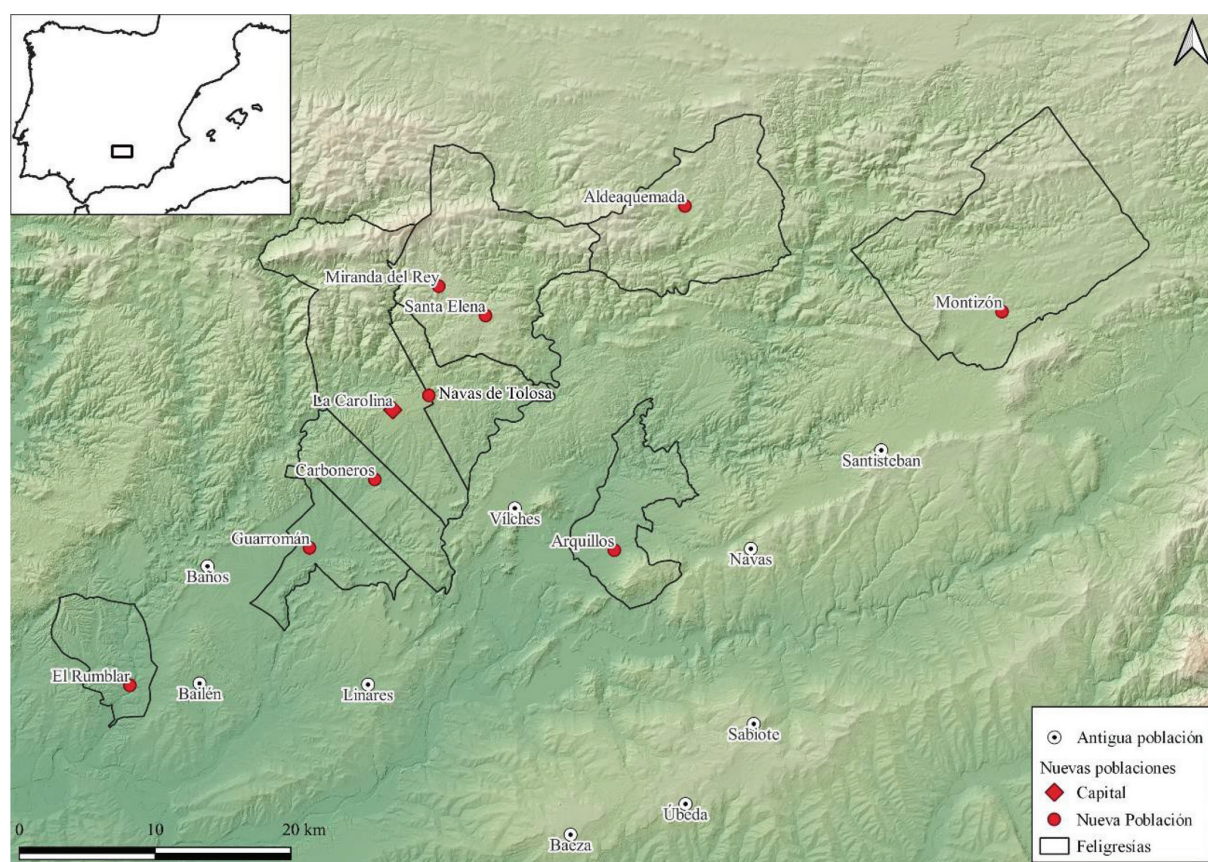 Aldeaquemada
Miranda del Rey
Santa Elena
Montizón
Navas de Tolosa
La Carolina
Santisteban
Carboneros
Vílches
Guarromán
Arquillos
Navas
Baños
El Rumblar
Bailén
Linares
Sabiote
Úbeda
Baeza
0 10 20 km
Antigua población
Nuevas poblaciones
Capital
Nueva Población
Feligresías